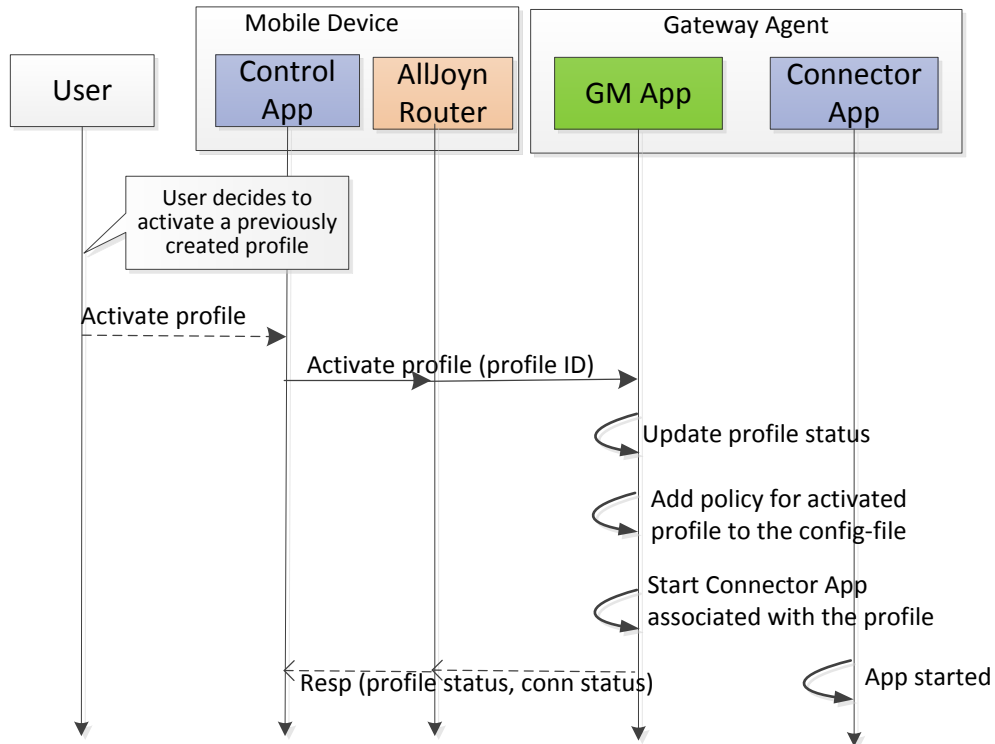 Mobile Device
Gateway Agent
User
Control
App
AllJoyn
Router
GM App
Connector
App
User decides to
activate a previously
created profile
Activate profile
Activate profile (profile ID)
Update profile status
Add policy for activated
profile to the config-file
Start Connector App
associated with the profile
Resp (profile status, conn status)
App started